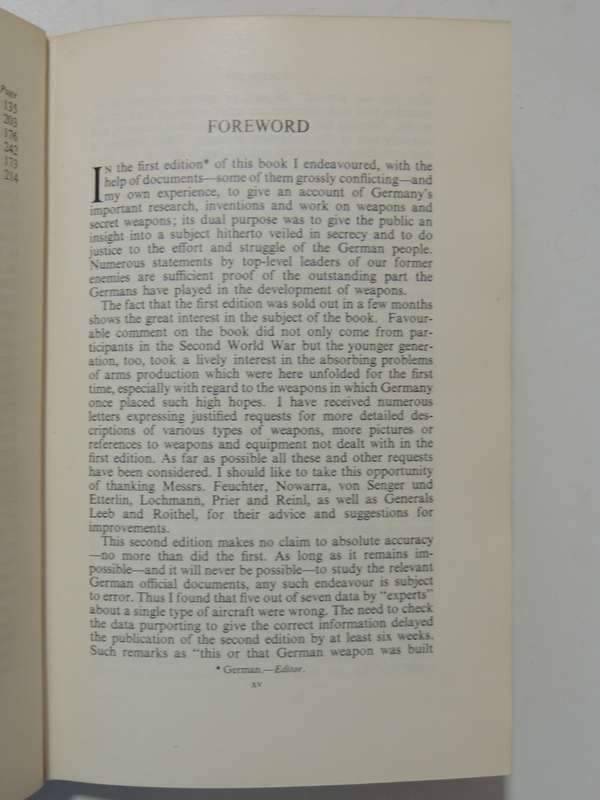 Page
135
203
176
242
173
214
FOREWORD
IN the first edition* of this book I endeavoured, with the
help of documents—some of them grossly conflicting—and
my own experience, to give an account of Germany's
important research, inventions and work on weapons and
secret weapons; its dual purpose was to give the public an
insight into a subject hitherto veiled in secrecy and to do
justice to the effort and struggle of the German people.
Numerous statements by top-level leaders of our former
enemies are sufficient proof of the outstanding part the
Germans have played in the development of weapons.
The fact that the first edition was sold out in a few months
shows the great interest in the subject of the book. Favour-
able comment on the book did not only come from par-
ticipants in the Second World War but the younger gener-
ation, too, took a lively interest in the absorbing problems
of arms production which were here unfolded for the first
time, especially with regard to the weapons in which Germany
once placed such high hopes. I have received numerous
letters expressing justified requests for more detailed des-
criptions of various types of weapons, more pictures or
references to weapons and equipment not dealt with in the
first edition. As far as possible all these and other requests
have been considered. I should like to take this opportunity
of thanking Messrs. Feuchter, Nowarra, von Senger und
Etterlin, Lochmann, Prier and Reinl, as well as Generals
Leeb and Roithel, for their advice and suggestions for
improvements.
This second edition makes no claim to absolute accuracy
—no more than did the first. As long as it remains im-
possible—and it will never be possible—to study the relevant
German official documents, any such endeavour is subject
to error. Thus I found that five out of seven data by "experts"
about a single type of aircraft were wrong. The need to check
the data purporting to give the correct information delayed
the publication of the second edition by at least six weeks.
Such remarks as "this or that German weapon was built
* German.—Editor.
xv